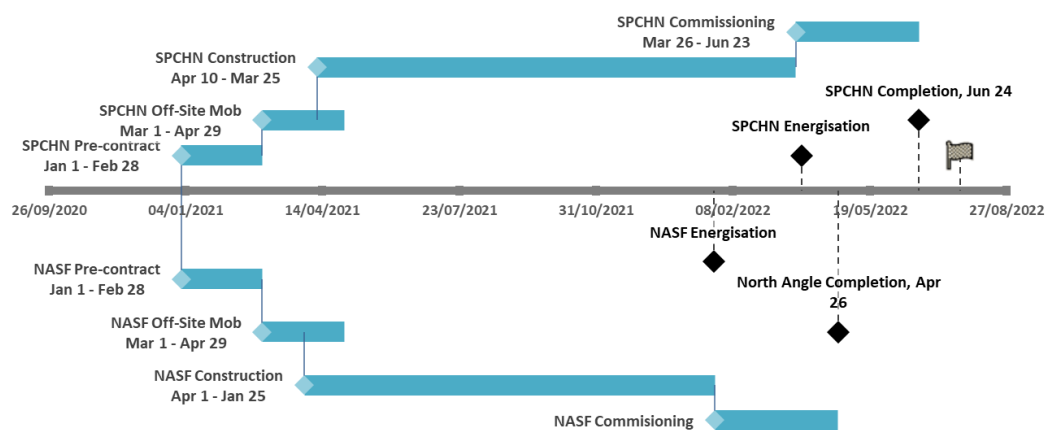 SPCHN Commissioning
Mar 26 - Jun 23
SPCHN Construction
Apr 10 - Mar 25
SPCHN Completion, Jun 24
SPCHN Off-Site Mob
Mar 1 - Apr 29
SPCHN Energisation
SPCHN Pre-contract
Jan 1 - Feb 28
26/09/2020 04/01/2021 14/04/2021 23/07/2021 31/10/2021 08/02/2022 19/05/2022 27/08/2022
NASF Energisation
NASF Pre-contract
Jan 1 - Feb 28
North Angle Completion, Apr
26
NASF Off-Site Mob
Mar 1 - Apr 29
NASF Construction
Apr 1 - Jan 25
NASF Commisioning